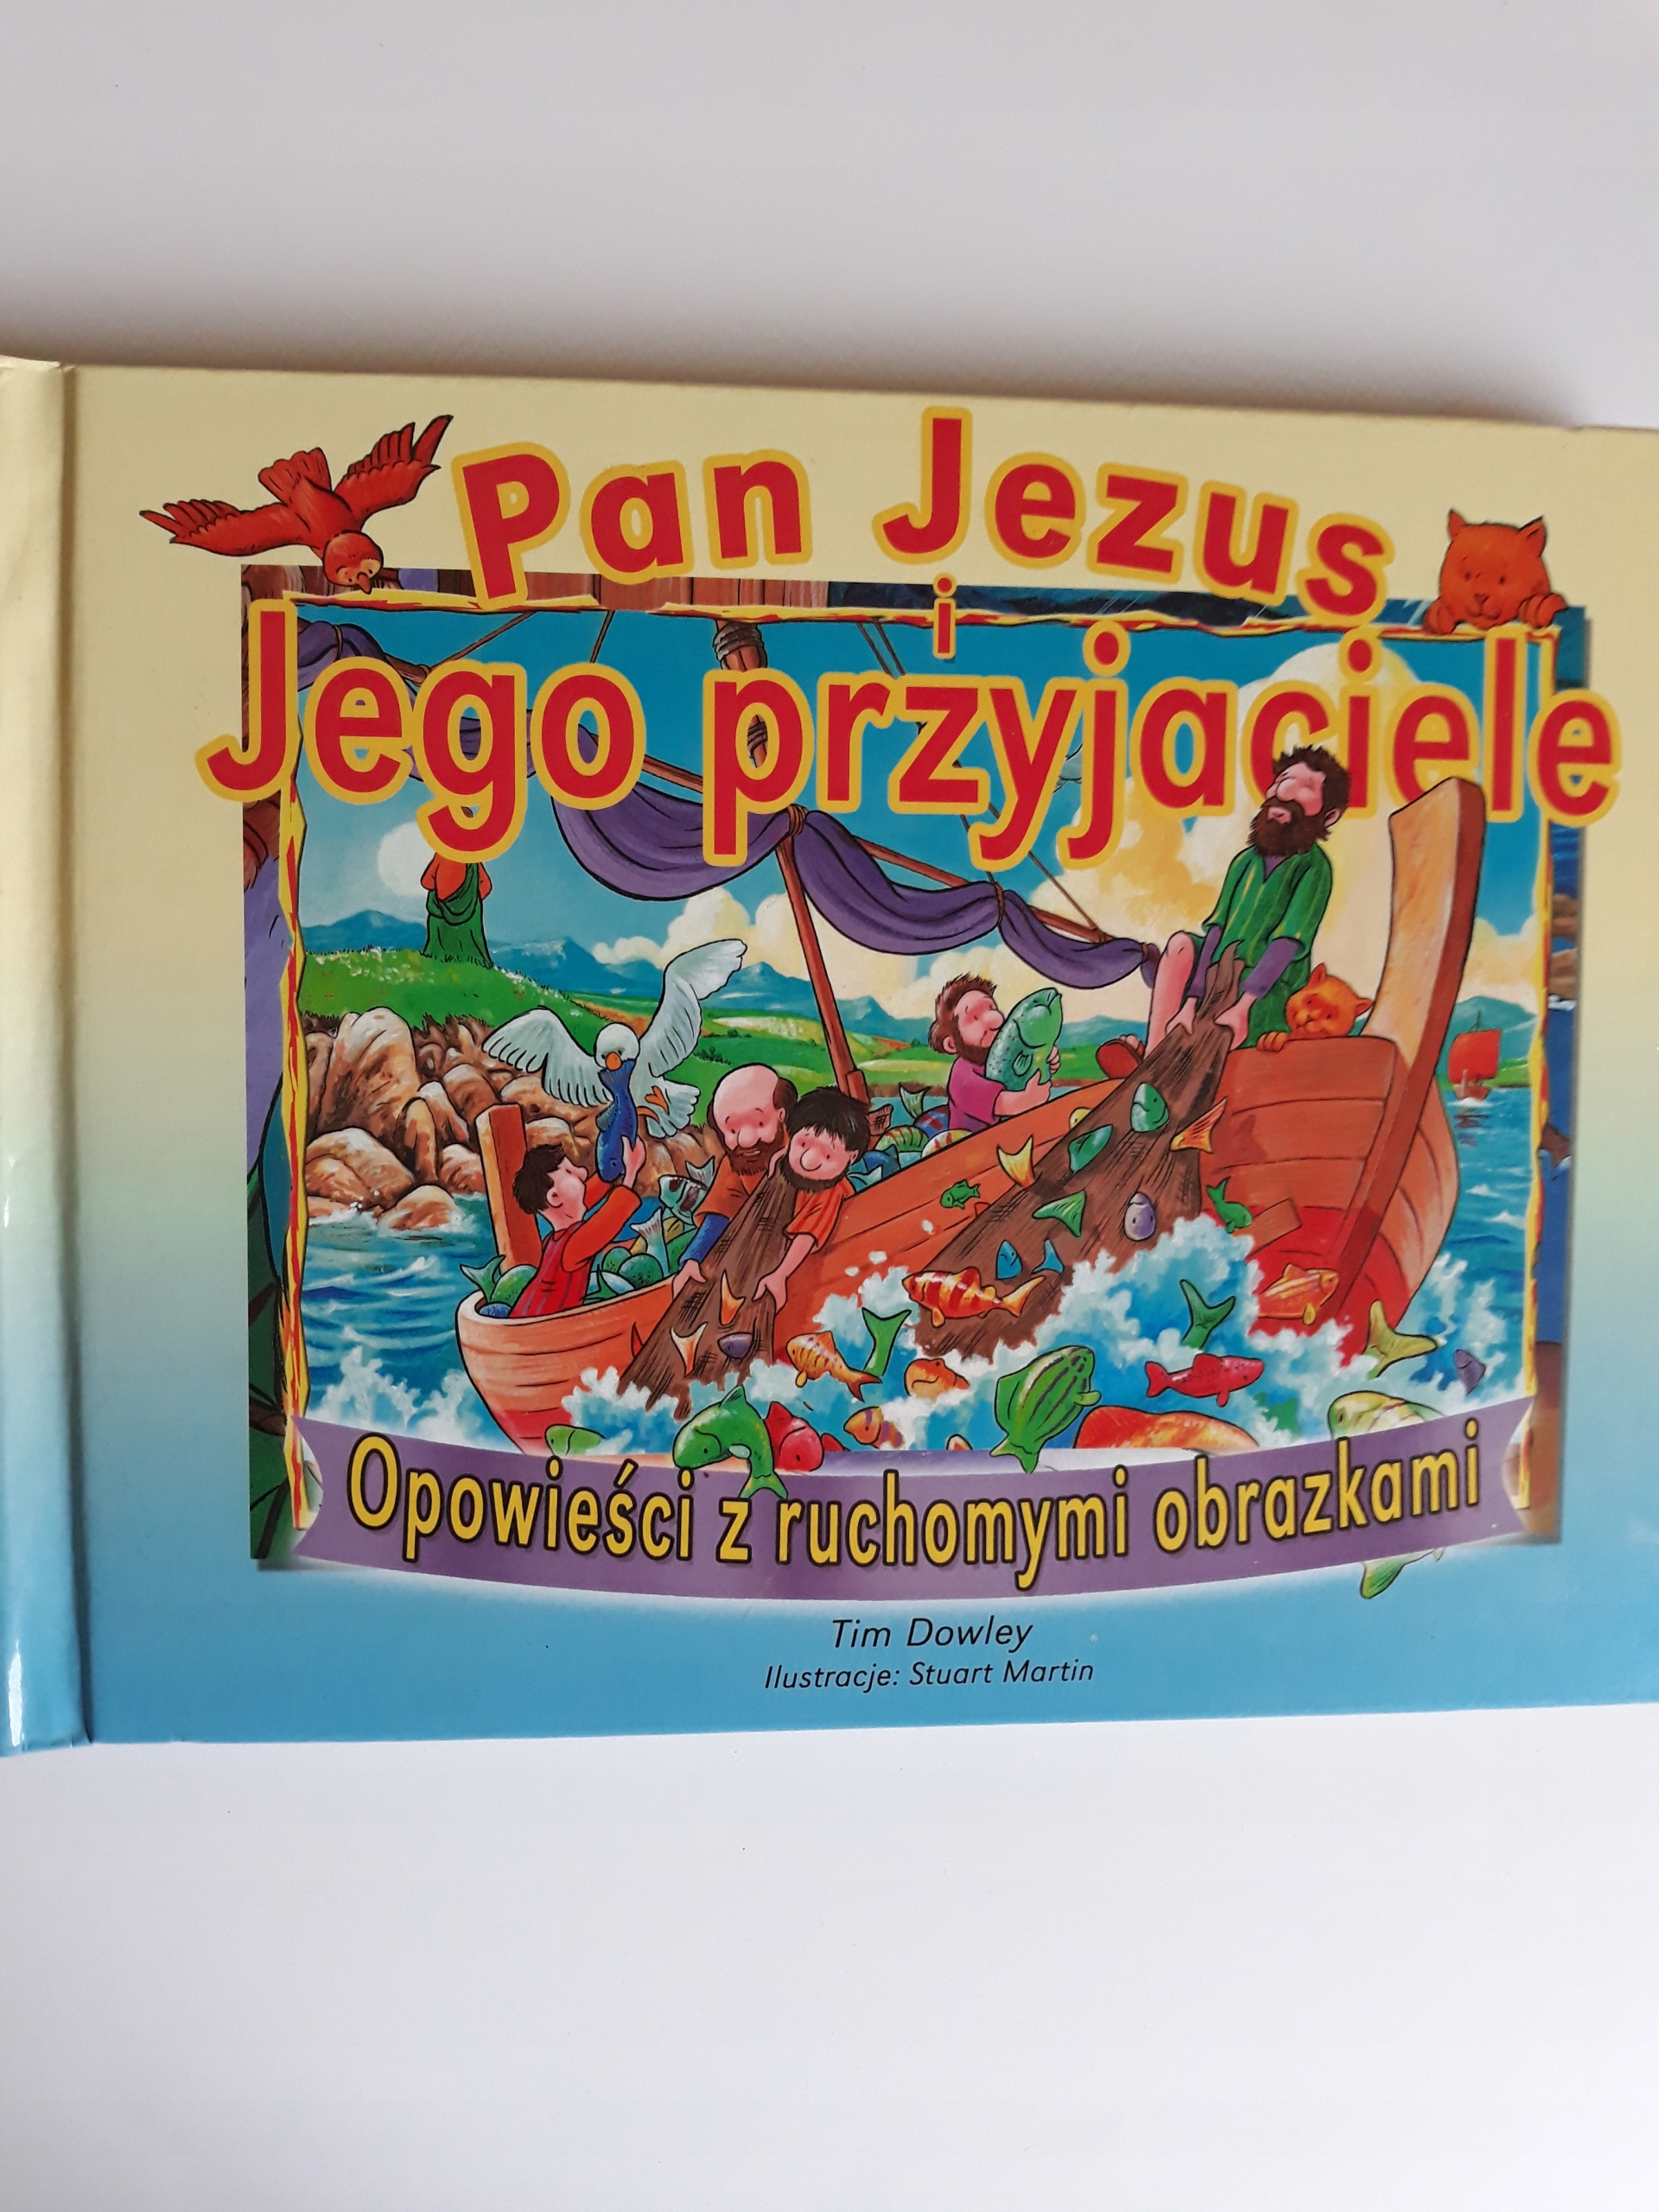 Pan Jezus
i
Jego przyjaciele
Opowieści z ruchomymi obrazkami
Tim Dowley
Ilustracje: Stuart Martin